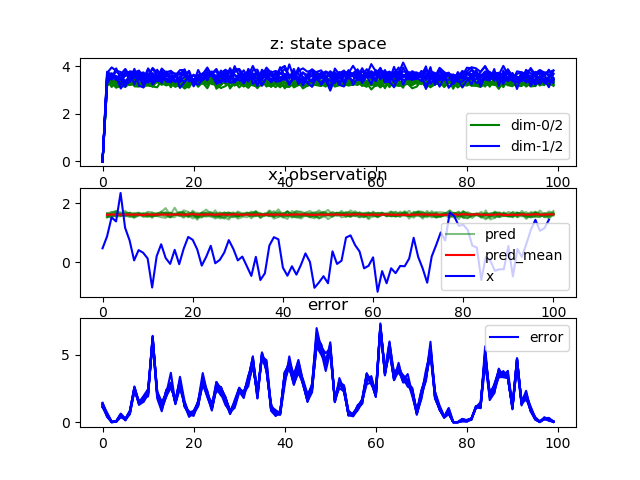 z: state space
4
2
0
dim-0/2
dim-1/2
0 20 40 60 80 100
x: observation
2
0
pred
pred_mean
x
0 20 40 60 80 100
error
5
0
error
0 20 40 60 80 100